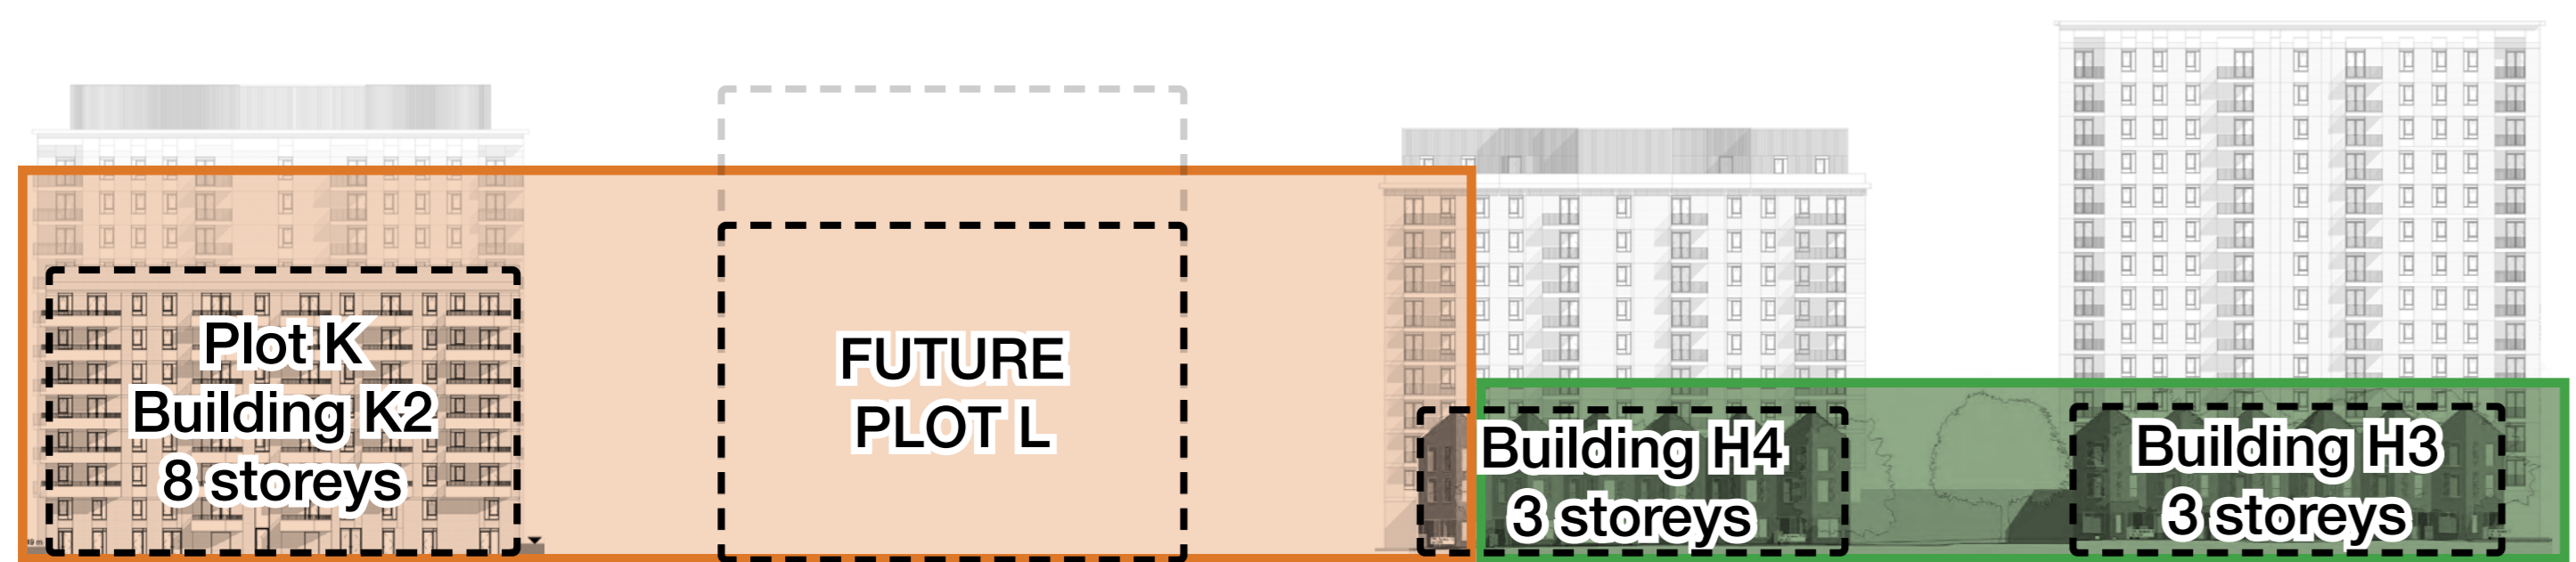 Plot K
Building K2
8 storeys
FUTURE
PLOT L
Building H4
3 storeys
Building H3
3 storeys